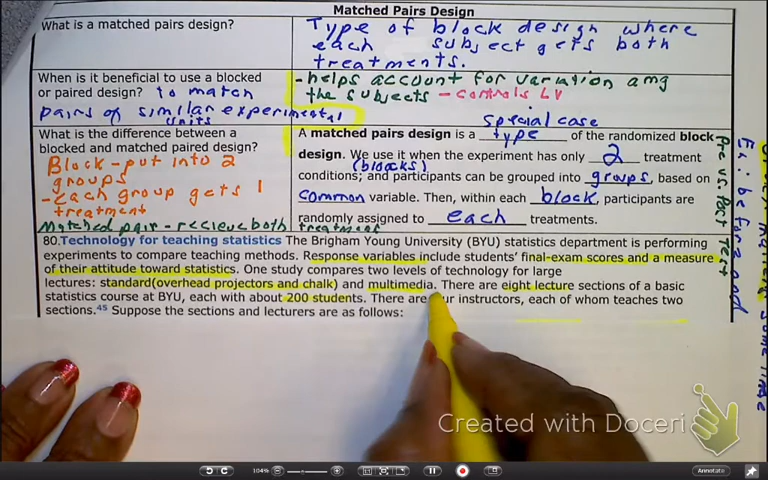 Matched Pairs Design
What is a matched pairs design?
Type of block design where
each subject gets both
treatments.
When is it beneficial to use a blocked
or paired design? to match
pairs of similar experimental
units
- helps account for variation amg
the subjects - controls LV
What is the difference between a
blocked and matched paired design?
Block - put into 2
groups
- each group gets 1
treatment
Matched pair - recieve both treatment
special case
A matched pairs design is a type of the randomized block
design. We use it when the experiment has only 2 treatment
(blocks)
conditions; and participants can be grouped into groups, based on
common variable. Then, within each block, participants are
randomly assigned to each treatments.
Pre vs. Post Test
Ex: before and
same time
80.Technology for teaching statistics The Brigham Young University (BYU) statistics department is performing
experiments to compare teaching methods. Response variables include students' final-exam scores and a measure
of their attitude toward statistics. One study compares two levels of technology for large
lectures: standard(overhead projectors and chalk) and multimedia. There are eight lecture sections of a basic
statistics course at BYU, each with about 200 students. There are instructors, each of whom teaches two
sections.45 Suppose the sections and lecturers are as follows:
Created with Doceri
104%
Annotate